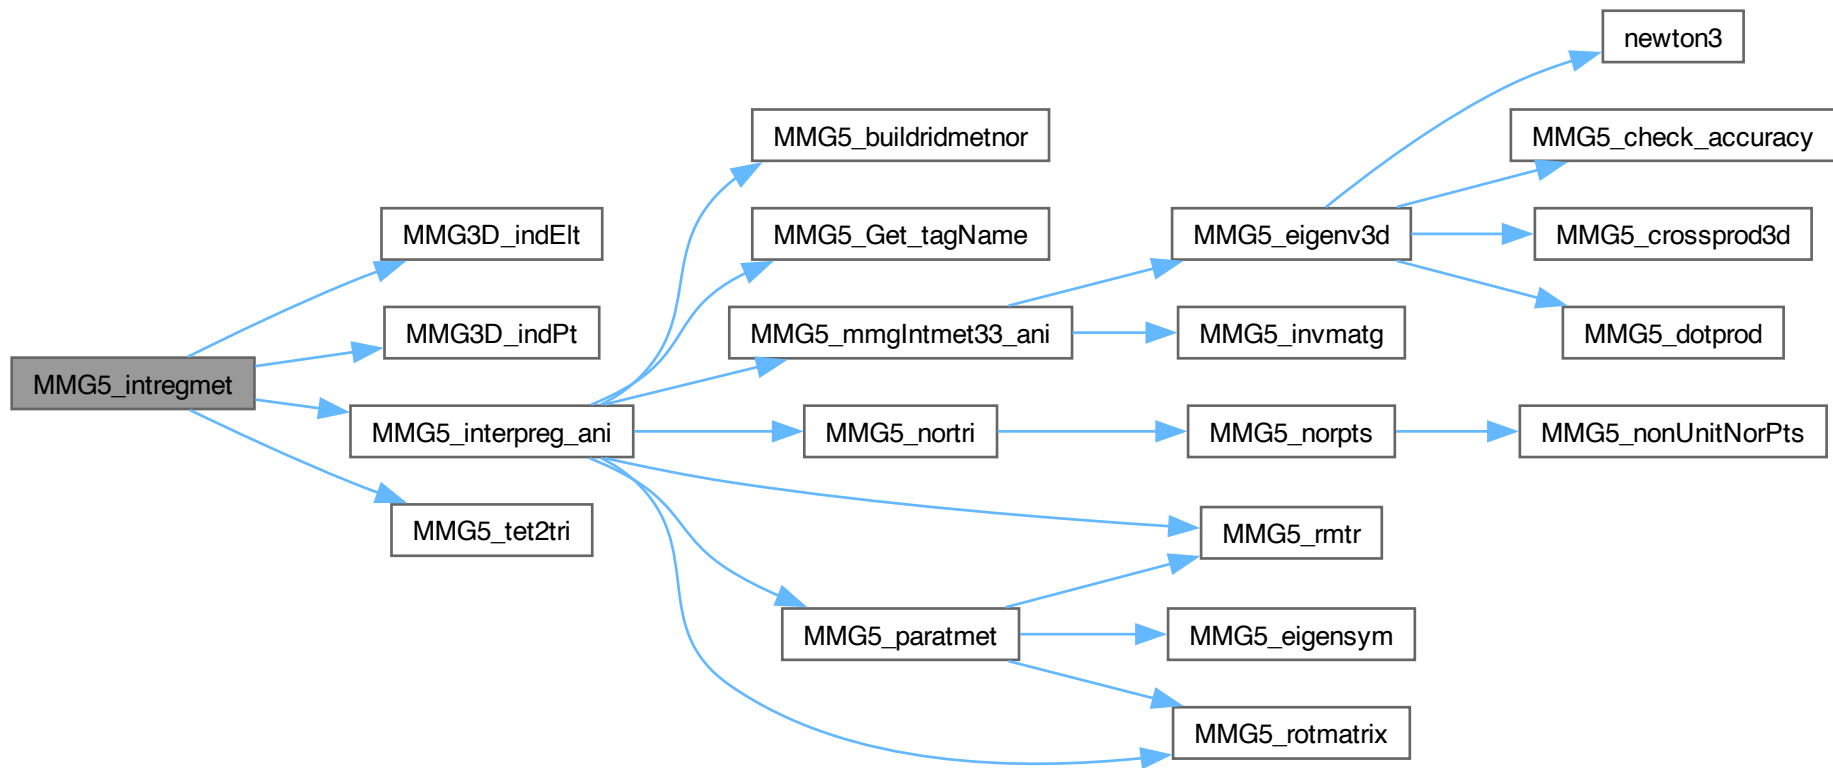 newton3
MMG5_buildridmetnor
MMG5_check_accuracy
MMG3D_indElt
MMG5_Get_tagName
MMG5_eigenv3d
MMG5_crossprod3d
MMG3D_indPt
MMG5_mmgIntmet33_ani
MMG5_invmatg
MMG5_dotprod
MMG5_intregmet
MMG5_interpreg_ani
MMG5_nortri
MMG5_norpts
MMG5_nonUnitNorPts
MMG5_tet2tri
MMG5_rmtr
MMG5_paratmet
MMG5_eigensym
MMG5_rotmatrix